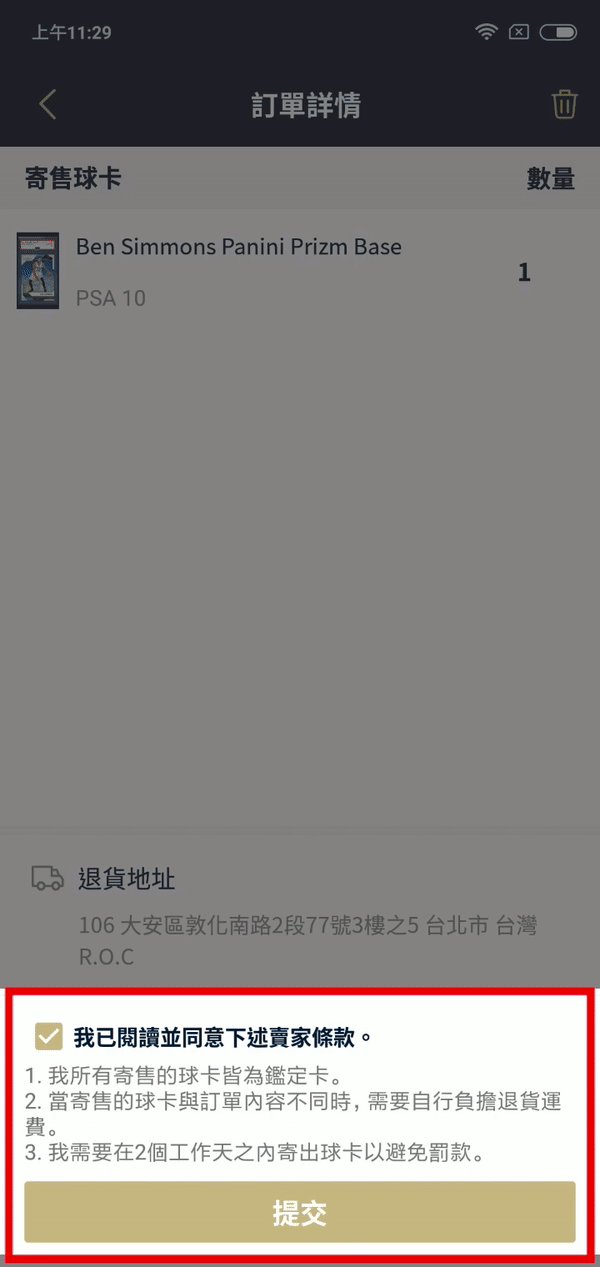 上午11:29
訂單詳情
寄售球卡 數量
Ben Simmons Panini Prizm Base
1
PSA 10
退貨地址
106 大安區敦化南路2段77號3樓之5 台北市 台灣
R.O.C
我已閱讀並同意下述賣家條款。
1. 我所有寄售的球卡皆為鑑定卡。
2. 當寄售的球卡與訂單內容不同時, 需要自行負擔退貨運
費。
3. 我需要在2個工作天之內寄出球卡以避免罰款。
提交